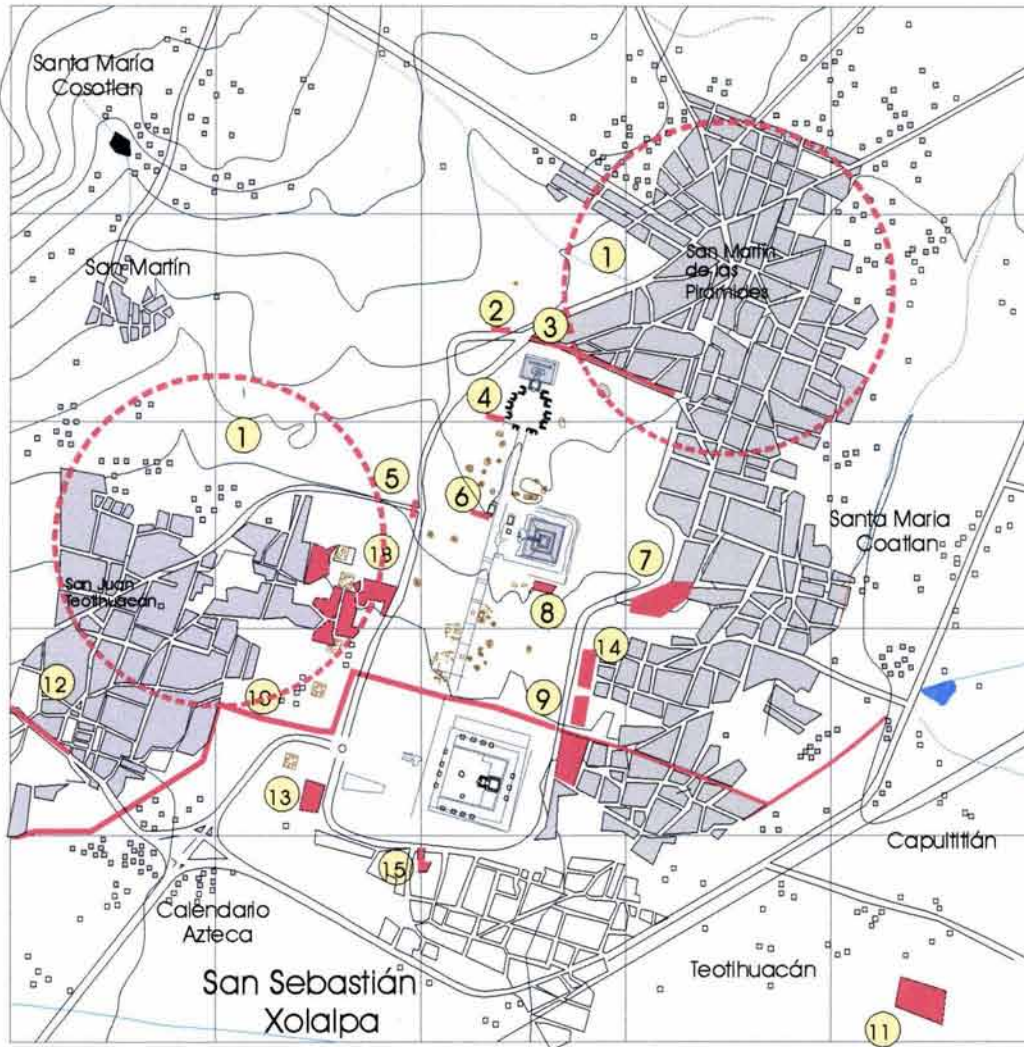 Santa María
Cosotlan
San Martín
1
San Martín
de las
Pirámides
2
3
4
1
5
6
18
7
Santa Maria
Coatlan
San Juan
Teotihuacán
8
14
12
10
9
13
15
Capultitlán
Calendario
Azteca
Teotihuacán
San Sebastián
Xolalpa
11